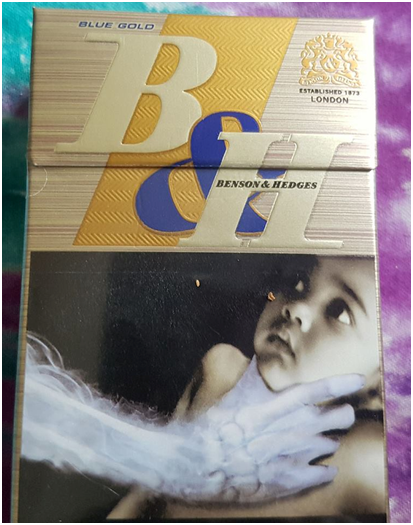 BLUE GOLD
B&H
ESTABLISHED 1873
LONDON
BENSON & HEDGES